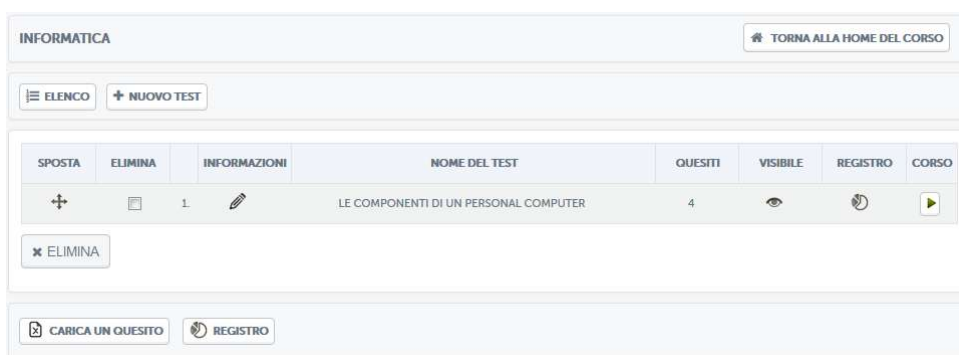 INFORMATICA
TORNA ALLA HOME DEL CORSO
ELENCO
NUOVO TEST
SPOSTA ELIMINA INFORMAZIONI NOME DEL TEST QUESITI VISIBILE REGISTRO CORSO
1. LE COMPONENTI DI UN PERSONAL COMPUTER 4
ELIMINA
CARICA UN QUESITO
REGISTRO